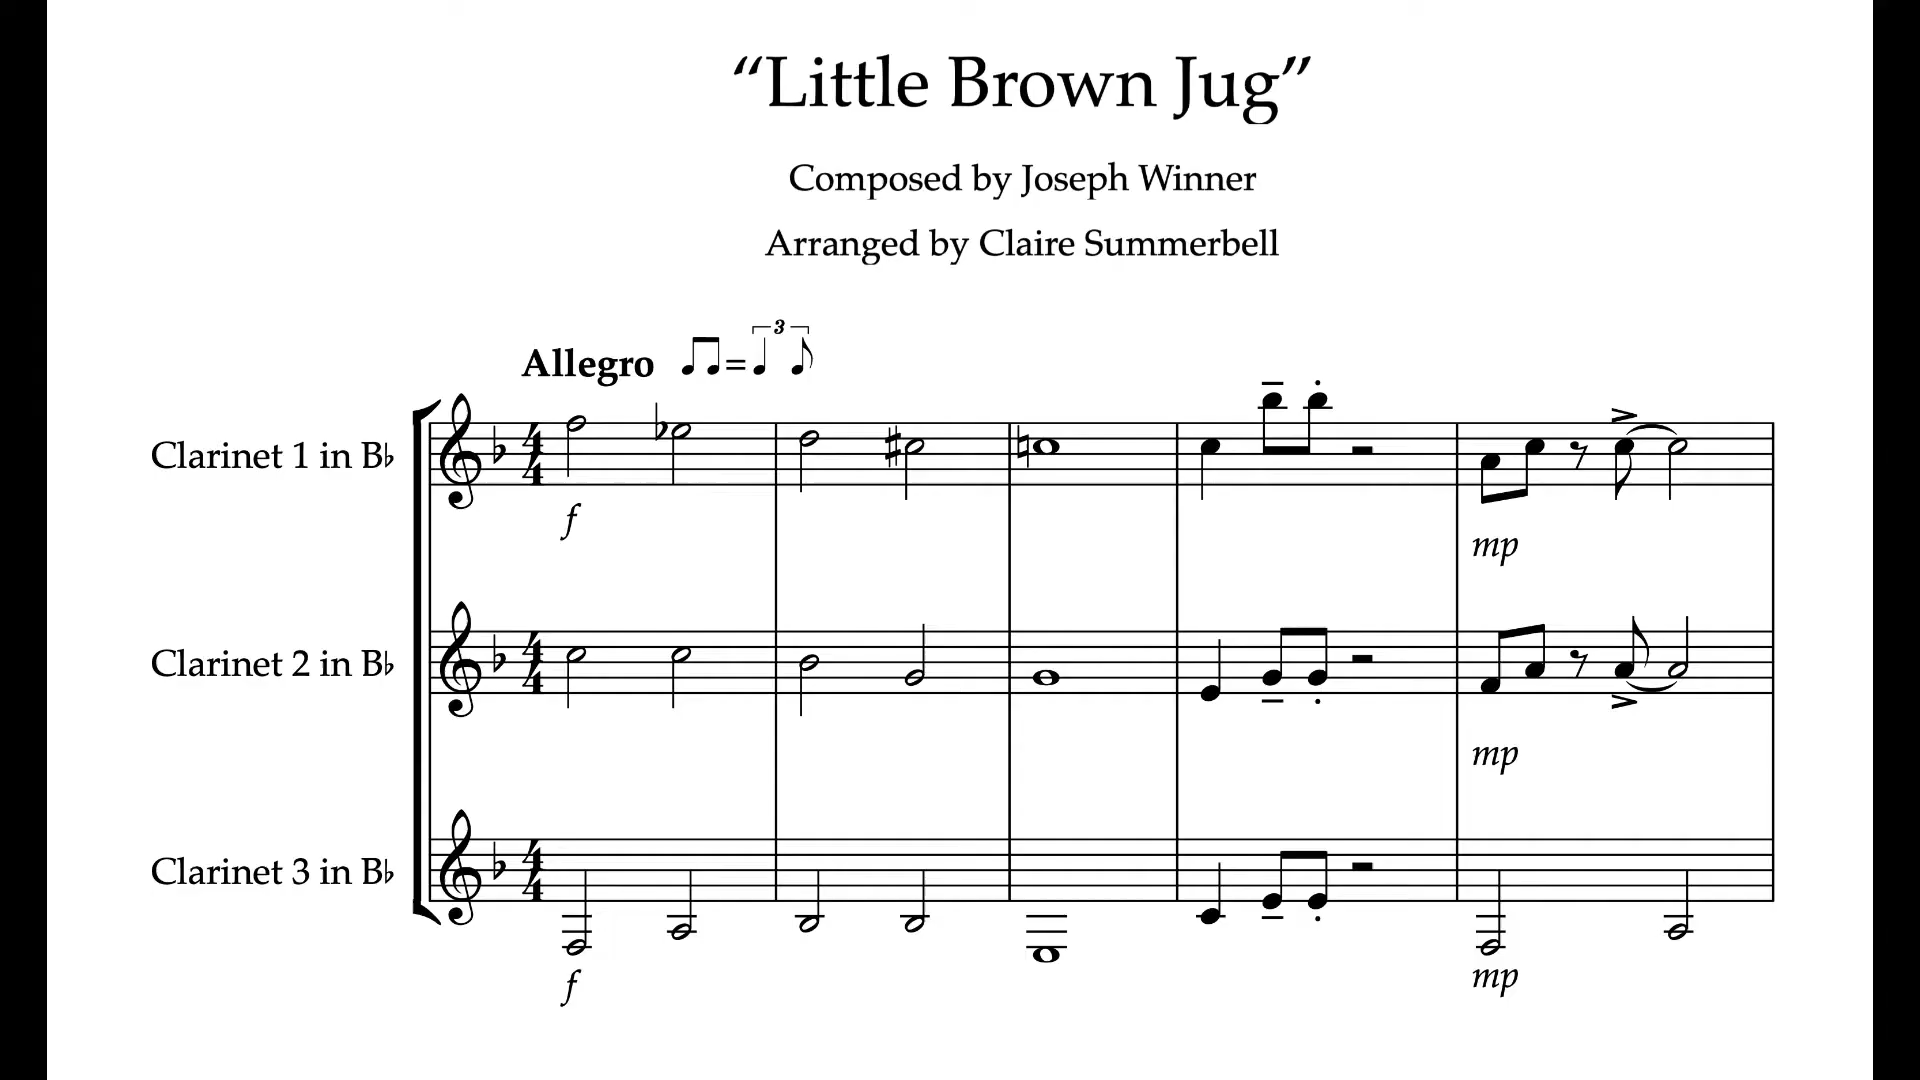 “Little Brown Jug”
Composed by Joseph Winner
Arranged by Claire Summerbell
Allegro = 3
Clarinet 1 in B♭
f
mp
Clarinet 2 in B♭
mp
Clarinet 3 in B♭
f
mp